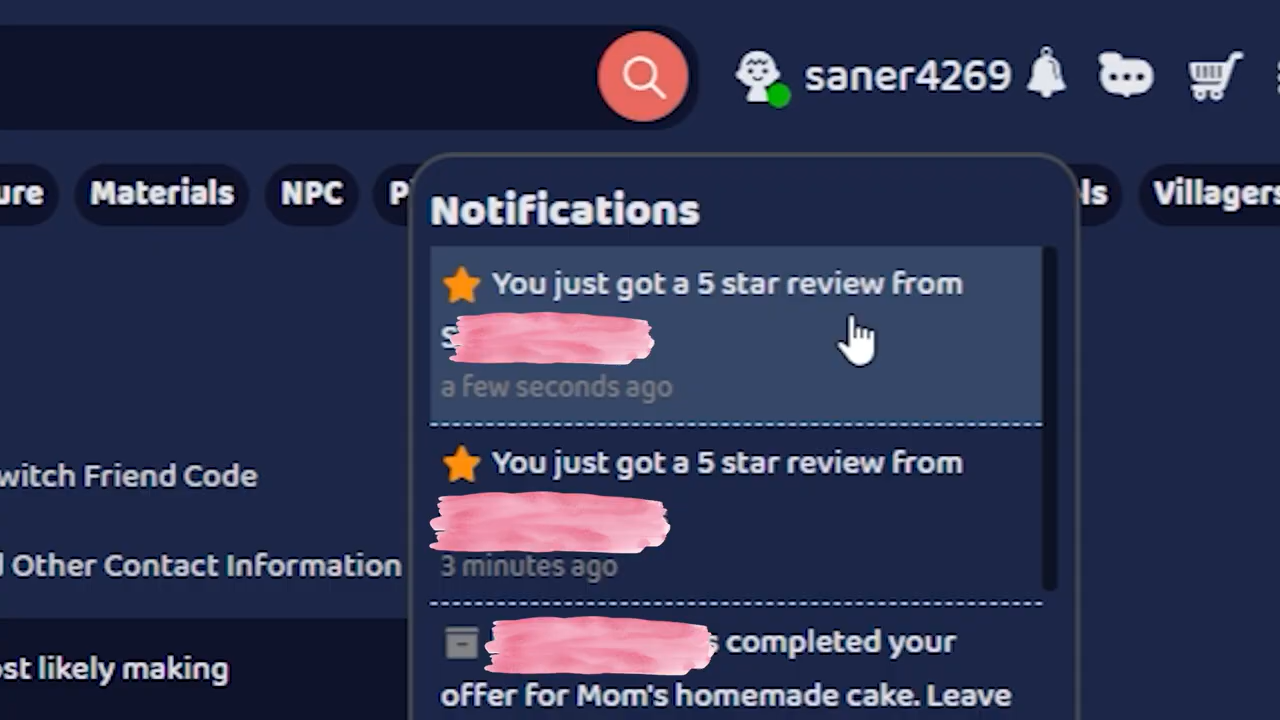 saner4269
ure Materials NPC P ls Villagers
Notifications
You just got a 5 star review from
S
a few seconds ago
You just got a 5 star review from
3 minutes ago
s completed your
offer for Mom's homemade cake. Leave
witch Friend Code
d Other Contact Information
ost likely making